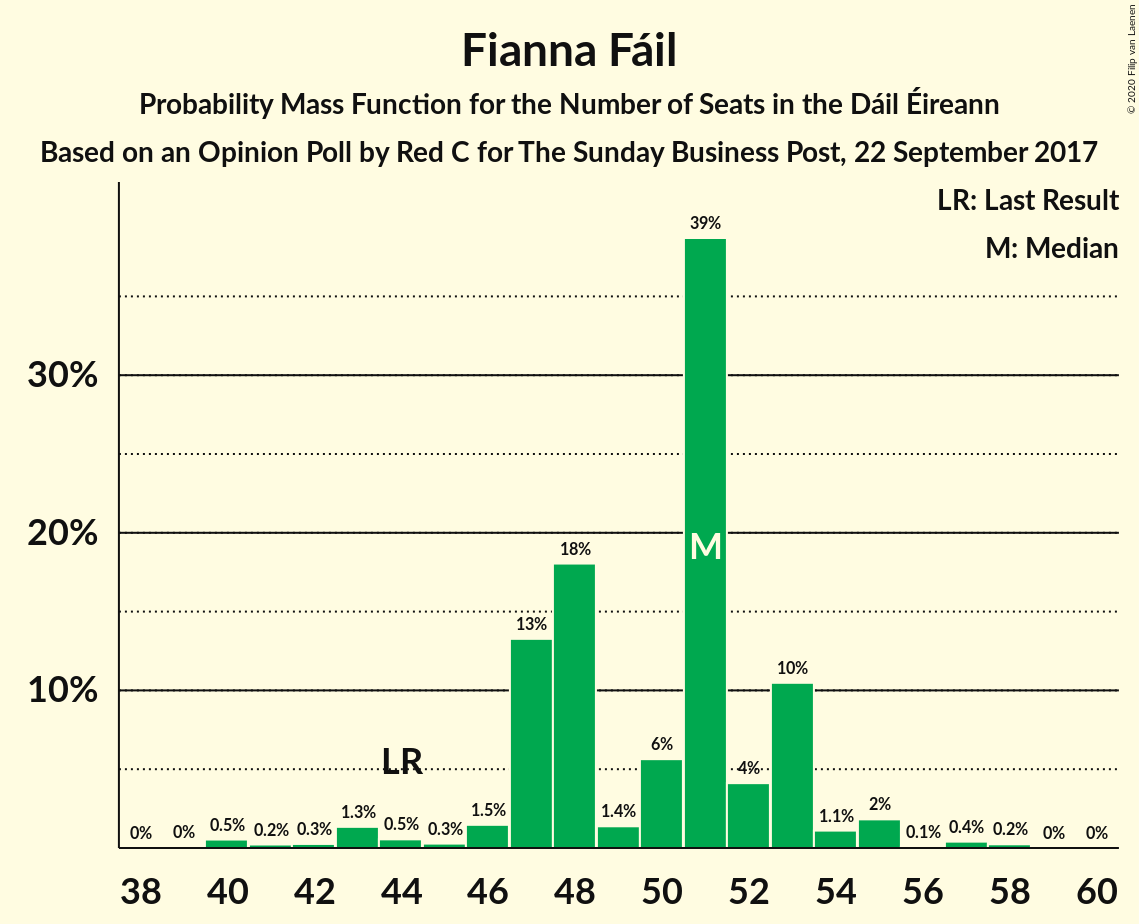 Fianna Fáil
Probability Mass Function for the Number of Seats in the Dáil Éireann
Based on an Opinion Poll by Red C for The Sunday Business Post, 22 September 2017
© 2020 Filip van Laenen
LR: Last Result
M: Median
30%
20%
10%
0%
0%
0.5%
0.2%
0.3%
1.3%
0.5%
0.3%
1.5%
13%
18%
1.4%
6%
39%
4%
10%
1.1%
2%
0.1%
0.4%
0.2%
0%
0%
LR
M
38 40 42 44 46 48 50 52 54 56 58 60